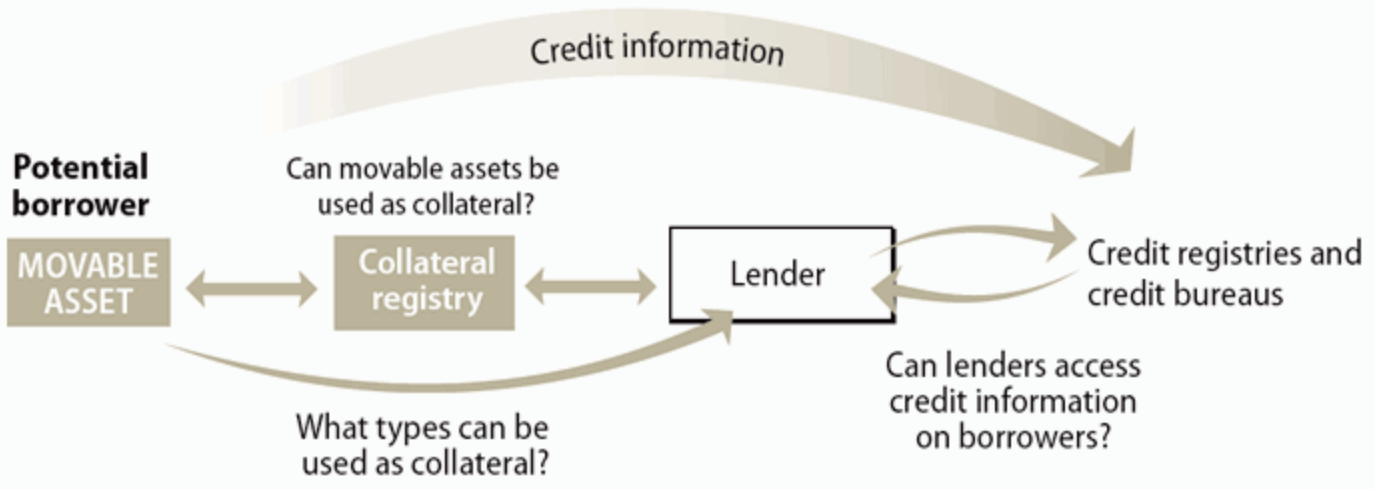 Credit information
Potential
borrower
MOVABLE
ASSET
Can movable assets be
used as collateral?
Collateral
registry
Lender
Credit registries and
credit bureaus
What types can be
used as collateral?
Can lenders access
credit information
on borrowers?